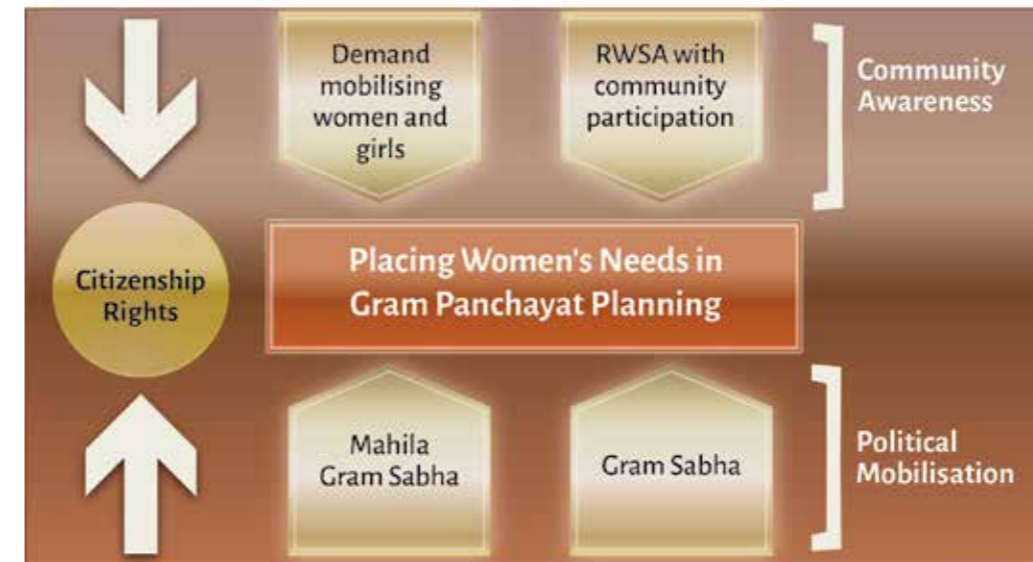 Demand
mobilising
women and
girls
RWSA with
community
participation
Community
Awareness
Citizenship
Rights
Placing Women's Needs in
Gram Panchayat Planning
Mahila
Gram Sabha
Gram Sabha
Political
Mobilisation